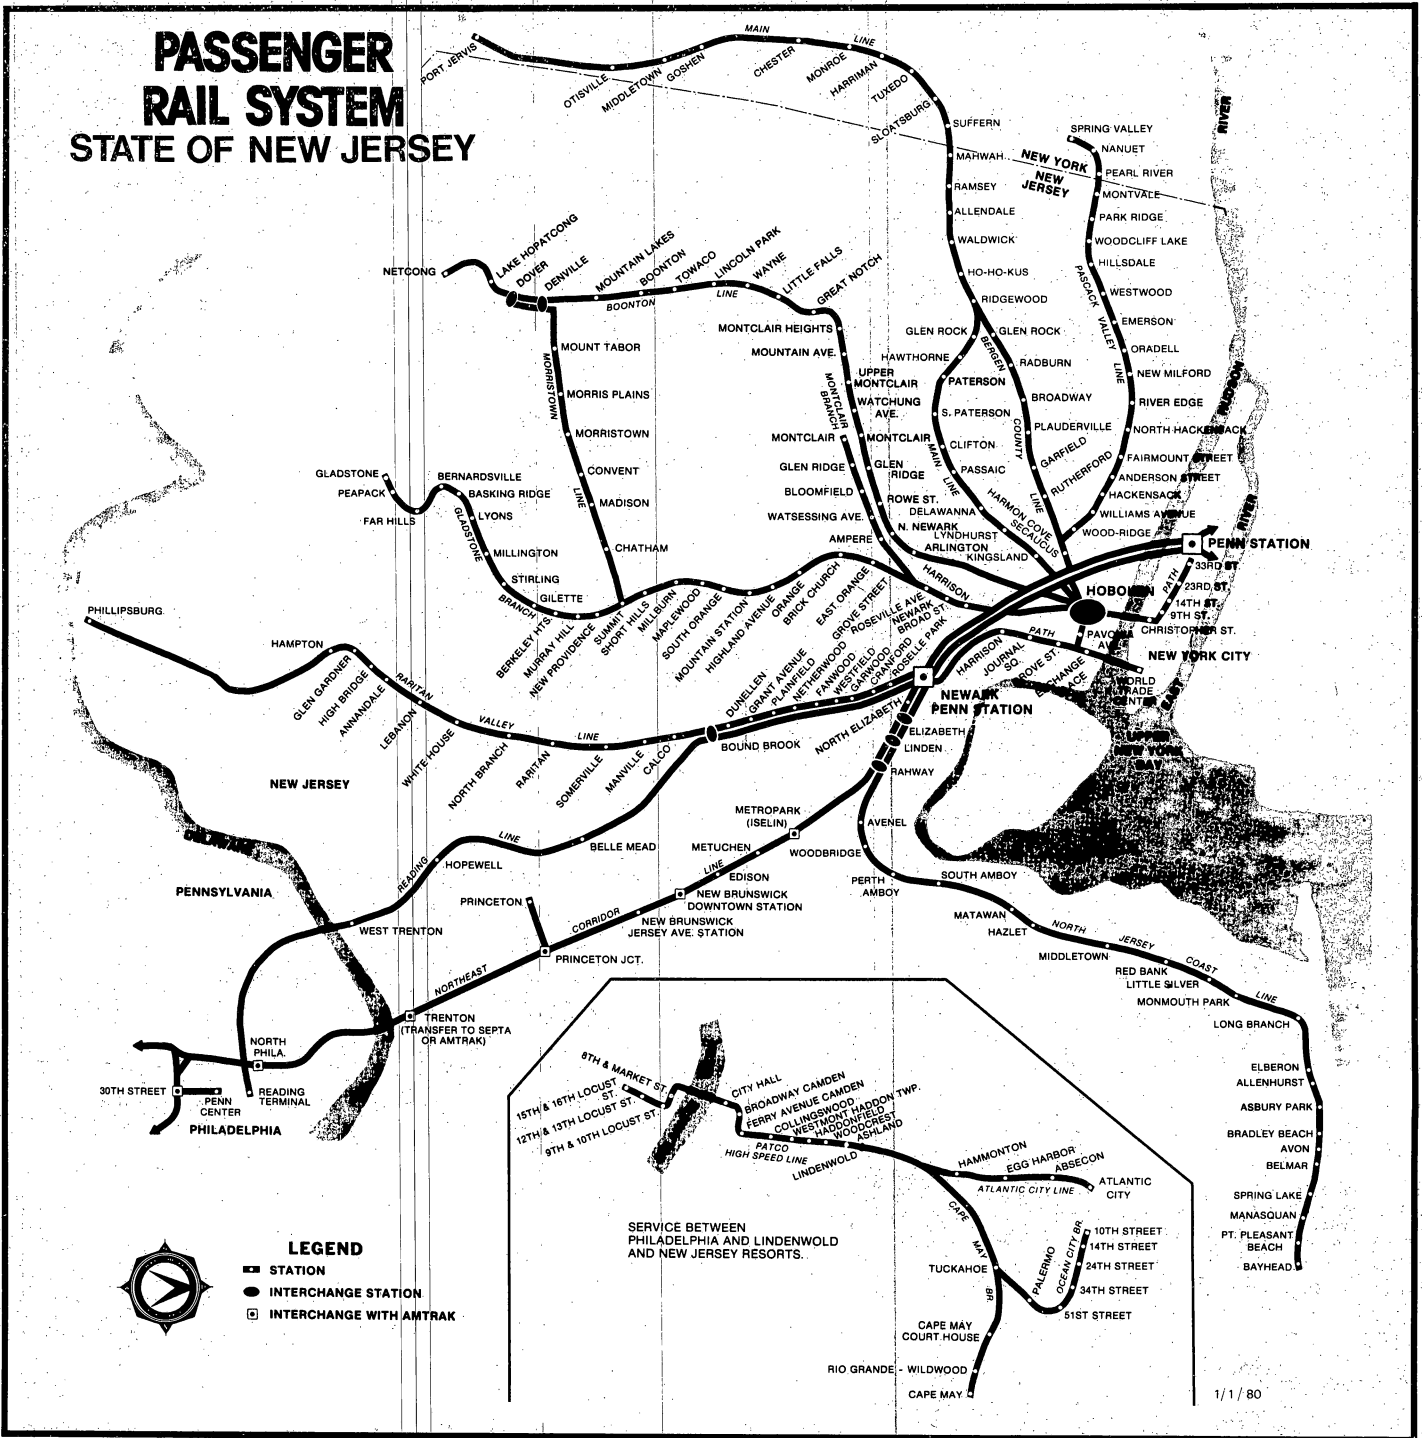 PASSENGER
RAIL SYSTEM
STATE OF NEW JERSEY
MAIN
LINE
PORT JERVIS
OTISVILLE
MIDDLETOWN
GOSHEN
CHESTER
MONROE
HARRIMAN
TUXEDO
SLOATSBURG
SUFFERN
MAHWAH
RAMSEY
ALLENDALE
WALDWICK
HO-HO-KUS
RIDGEWOOD
GLEN ROCK
GLEN ROCK
HAWTHORNE
BERGEN
RADBURN
PATERSON
BROADWAY
S. PATERSON
COUNTY
PLAUDERVILLE
CLIFTON
GARFIELD
MAIN
LINE
PASSAIC
RUTHERFORD
LINE
DELAWANNA
HARMON COVE
SECAUCUS
LYNDHURST
KINGSLAND
NEW YORK
NEW
JERSEY
SPRING VALLEY
NANUET
PEARL RIVER
MONTVALE
PARK RIDGE
WOODCLIFF LAKE
HILLSDALE
PASCACK
VALLEY
LINE
WESTWOOD
EMERSON
ORADELL
NEW MILFORD
RIVER EDGE
NORTH HACKENSACK
FAIRMOUNT STREET
ANDERSON STREET
HACKENSACK
WILLIAMS AVENUE
WOOD-RIDGE
RIVER
HUDSON
RIVER
EAST
NETCONG
LAKE HOPATCONG
DOVER
DENVILLE
MOUNTAIN LAKES
BOONTON
TOWACO
LINCOLN PARK
WAYNE
LITTLE FALLS
GREAT NOTCH
BOONTON
LINE
MONTCLAIR HEIGHTS
MOUNTAIN AVE.
UPPER
MONTCLAIR
WATCHUNG
AVE.
MONTCLAIR
BRANCH
MONTCLAIR
MONTCLAIR
GLEN RIDGE
GLEN
RIDGE
BLOOMFIELD
ROWE ST.
WATSESSING AVE.
N. NEWARK
AMPERE
ARLINGTON
HARRISON
MOUNT TABOR
MORRISTOWN
MORRIS PLAINS
MORRISTOWN
CONVENT
LINE
MADISON
CHATHAM
GLADSTONE
PEAPACK
FAR HILLS
BERNARDSVILLE
BASKING RIDGE
LYONS
GLADSTONE
MILLINGTON
STIRLING
BRANCH
GILETTE
BERKELEY HTS.
MURRAY HILL
NEW PROVIDENCE
SUMMIT
SHORT HILLS
MILLBURN
MAPLEWOOD
SOUTH ORANGE
MOUNTAIN STATION
HIGHLAND AVENUE
ORANGE
BRICK CHURCH
EAST ORANGE
GROVE STREET
ROSEVILLE AVE.
NEWARK
BROAD ST.
PENN STATION
33RD ST.
23RD ST.
14TH ST.
9TH ST.
CHRISTOPHER ST.
PATH
HOBOKEN
PAVONIA
AVE.
NEW YORK CITY
PATH
HARRISON
JOURNAL
SQ.
GROVE ST.
EXCHANGE
PLACE
WORLD
TRADE
CENTER
UPPER
NEW YORK
BAY
NEWARK
PENN STATION
PHILLIPSBURG
HAMPTON
GLEN GARDNER
HIGH BRIDGE
ANNANDALE
LEBANON
RARITAN
VALLEY
LINE
WHITE HOUSE
NORTH BRANCH
RARITAN
SOMERVILLE
MANVILLE
CALCO
BOUND BROOK
DUNELLEN
GRANT AVENUE
PLAINFIELD
NETHERWOOD
FANWOOD
WESTFIELD
GARWOOD
CRANFORD
ROSELLE PARK
NORTH ELIZABETH
ELIZABETH
LINDEN
RAHWAY
NEW JERSEY
DELAWARE
PENNSYLVANIA
READING
LINE
BELLE MEAD
HOPEWELL
WEST TRENTON
METROPARK
(ISELIN)
METUCHEN
LINE
EDISON
NEW BRUNSWICK
DOWNTOWN STATION
NEW BRUNSWICK
JERSEY AVE. STATION
CORRIDOR
PRINCETON
PRINCETON JCT.
NORTHEAST
TRENTON
(TRANSFER TO SEPTA
OR AMTRAK)
NORTH
PHILA.
30TH STREET
PENN
CENTER
READING
TERMINAL
PHILADELPHIA
AVENEL
WOODBRIDGE
PERTH
AMBOY
SOUTH AMBOY
MATAWAN
HAZLET
NORTH
JERSEY
COAST
LINE
MIDDLETOWN
RED BANK
LITTLE SILVER
MONMOUTH PARK
LONG BRANCH
ELBERON
ALLENHURST
ASBURY PARK
BRADLEY BEACH
AVON
BELMAR
SPRING LAKE
MANASQUAN
PT. PLEASANT
BEACH
BAYHEAD
8TH & MARKET ST.
15TH & 16TH LOCUST
ST.
12TH & 13TH LOCUST ST.
9TH & 10TH LOCUST ST.
CITY HALL
BROADWAY CAMDEN
FERRY AVENUE CAMDEN
COLLINGSWOOD
WESTMONT HADDON TWP.
HADDONFIELD
WOODCREST
ASHLAND
PATCO
HIGH SPEED LINE
LINDENWOLD
HAMMONTON
EGG HARBOR
ABSECON
ATLANTIC CITY LINE
ATLANTIC
CITY
CAPE
MAY
BR.
TUCKAHOE
PALERMO
OCEAN CITY BR.
10TH STREET
14TH STREET
24TH STREET
34TH STREET
51ST STREET
CAPE MAY
COURT HOUSE
RIO GRANDE - WILDWOOD
CAPE MAY
SERVICE BETWEEN
PHILADELPHIA AND LINDENWOLD
AND NEW JERSEY RESORTS.
LEGEND
STATION
INTERCHANGE STATION
INTERCHANGE WITH AMTRAK
1/1/80